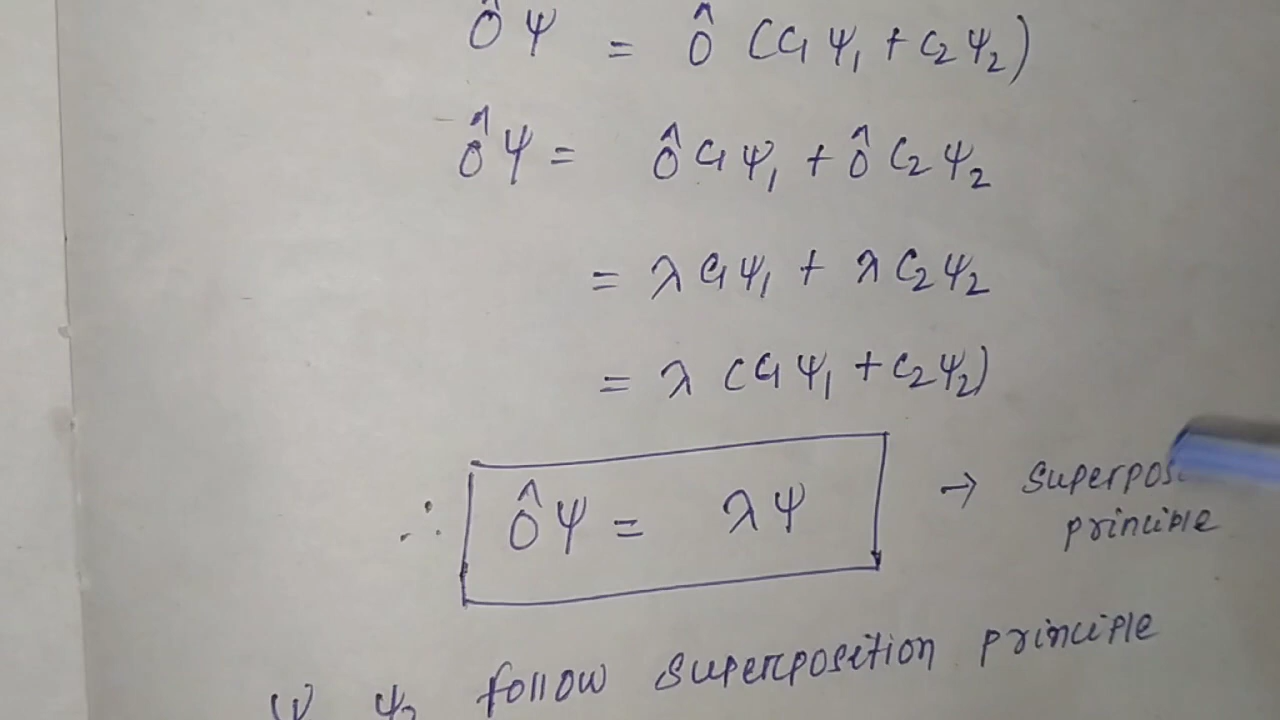 Ô Ψ = Ô (C₁ Ψ₁ + C₂ Ψ₂)
Ô Ψ = Ô C₁ Ψ₁ + Ô C₂ Ψ₂
= λ C₁ Ψ₁ + λ C₂ Ψ₂
= λ (C₁ Ψ₁ + C₂ Ψ₂)
∴ Ô Ψ = λ Ψ →
principle
follow superposition principle